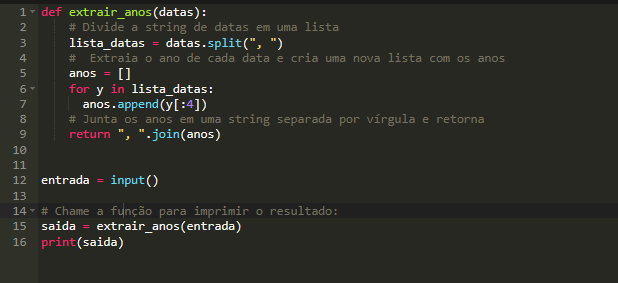 1 def extrair_anos(datas):
2 # Divide a string de datas em uma lista
3 lista_datas = datas.split(", ")
4 #  Extraia o ano de cada data e cria uma nova lista com os anos
5 anos = []
6 for y in lista_datas:
7 anos.append(y[:4])
8 # Junta os anos em uma string separada por vírgula e retorna
9 return ", ".join(anos)
10
11
12 entrada = input()
13
14 # Chame a função para imprimir o resultado:
15 saida = extrair_anos(entrada)
16 print(saida)